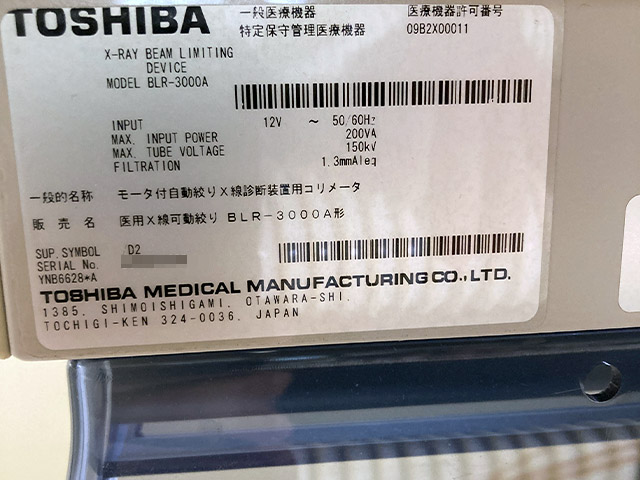 TOSHIBA
一般医療機器 医療機器許可番号
特定保守管理医療機器 09B2X00011
X-RAY BEAM LIMITING
DEVICE
MODEL BLR-3000A
INPUT 12V ~ 50/60Hz
MAX. INPUT POWER 200VA
MAX. TUBE VOLTAGE 150kV
FILTRATION 1.3mmAleq
一般的名称 モータ付自動絞りX線診断装置用コリメータ
販売名 医用X線可動絞り BLR-3000A形
SUP. SYMBOL D2
SERIAL No.
YNB6628*A
TOSHIBA MEDICAL MANUFACTURING CO., LTD.
1385, SHIMOISHIGAMI, OTAWARA-SHI,
TOCHIGI-KEN 324-0036, JAPAN